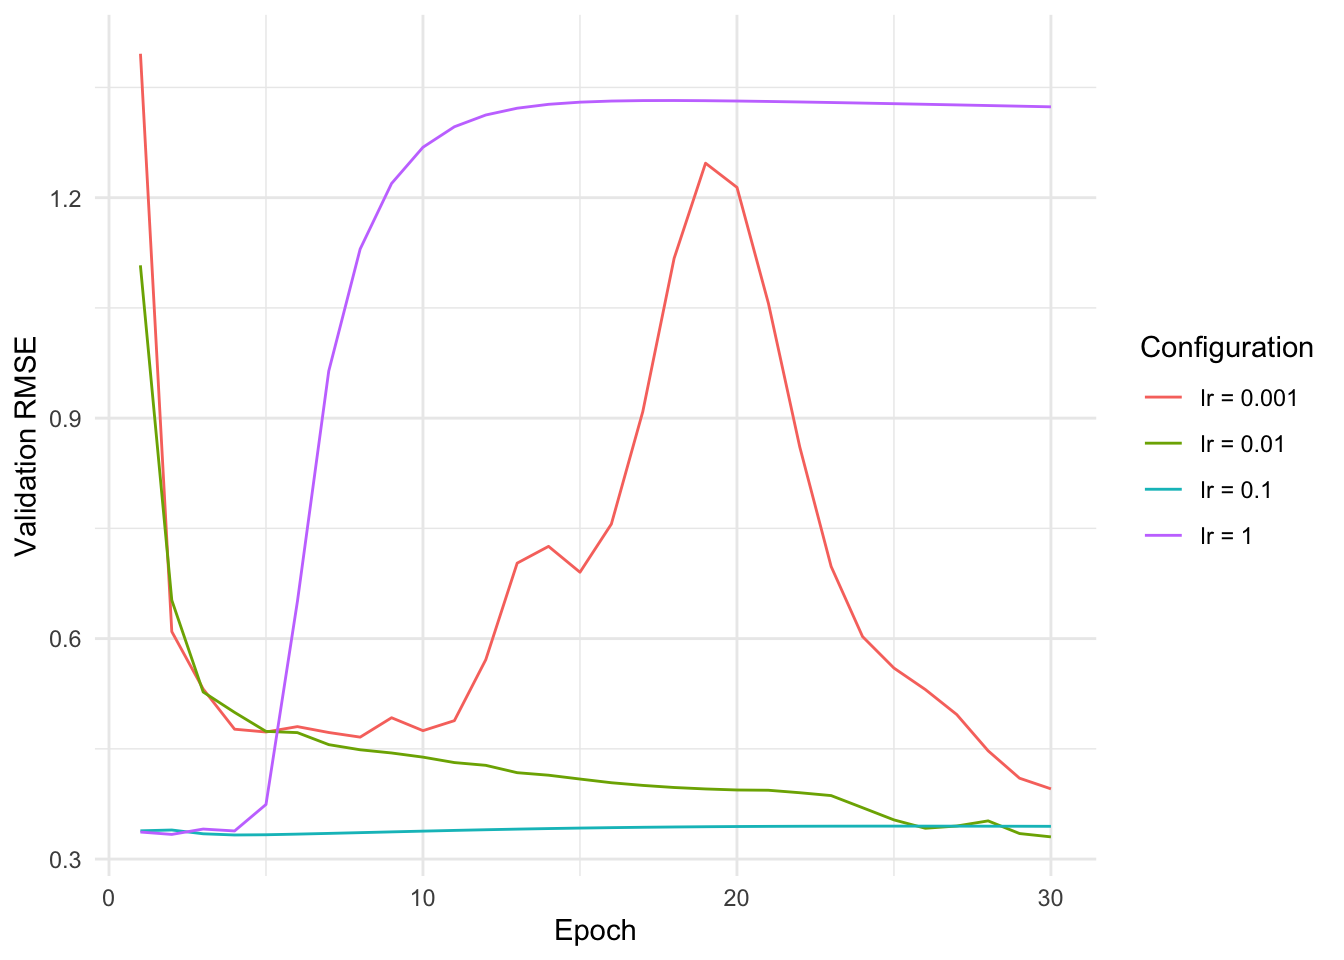 Validation RMSE
1.2
0.9
0.6
0.3
0
10
20
30
Epoch
Configuration
lr = 0.001
lr = 0.01
lr = 0.1
lr = 1